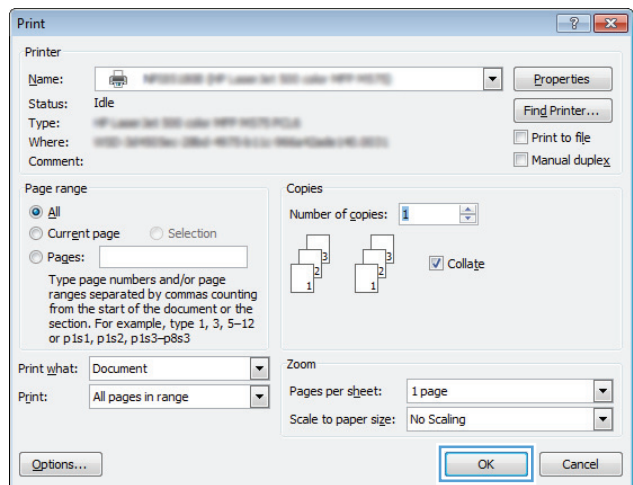 Print
Printer
Name:
Properties
Status: Idle
Find Printer...
Type:
Where:
Print to file
Comment:
Manual duplex
Page range
All
Current page Selection
Pages:
Type page numbers and/or page
ranges separated by commas counting
from the start of the document or the
section. For example, type 1, 3, 5–12
or p1s1, p1s2, p1s3–p8s3
Copies
Number of copies: 1
3 3
2 2
1 1
Collate
Print what: Document
Print: All pages in range
Zoom
Pages per sheet: 1 page
Scale to paper size: No Scaling
Options...
OK
Cancel